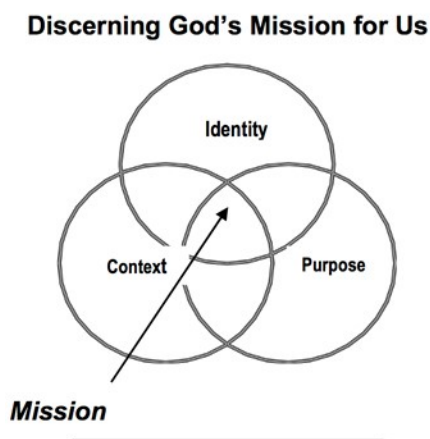 Discerning God's Mission for Us
Identity
Context
Purpose
Mission